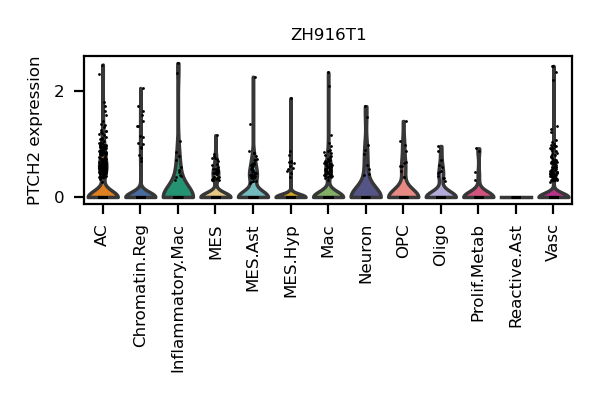 ZH916T1
PTCH2 expression
2
0
AC
Chromatin.Reg
Inflammatory.Mac
MES
MES.Ast
MES.Hyp
Mac
Neuron
OPC
Oligo
Prolif.Metab
Reactive.Ast
Vasc